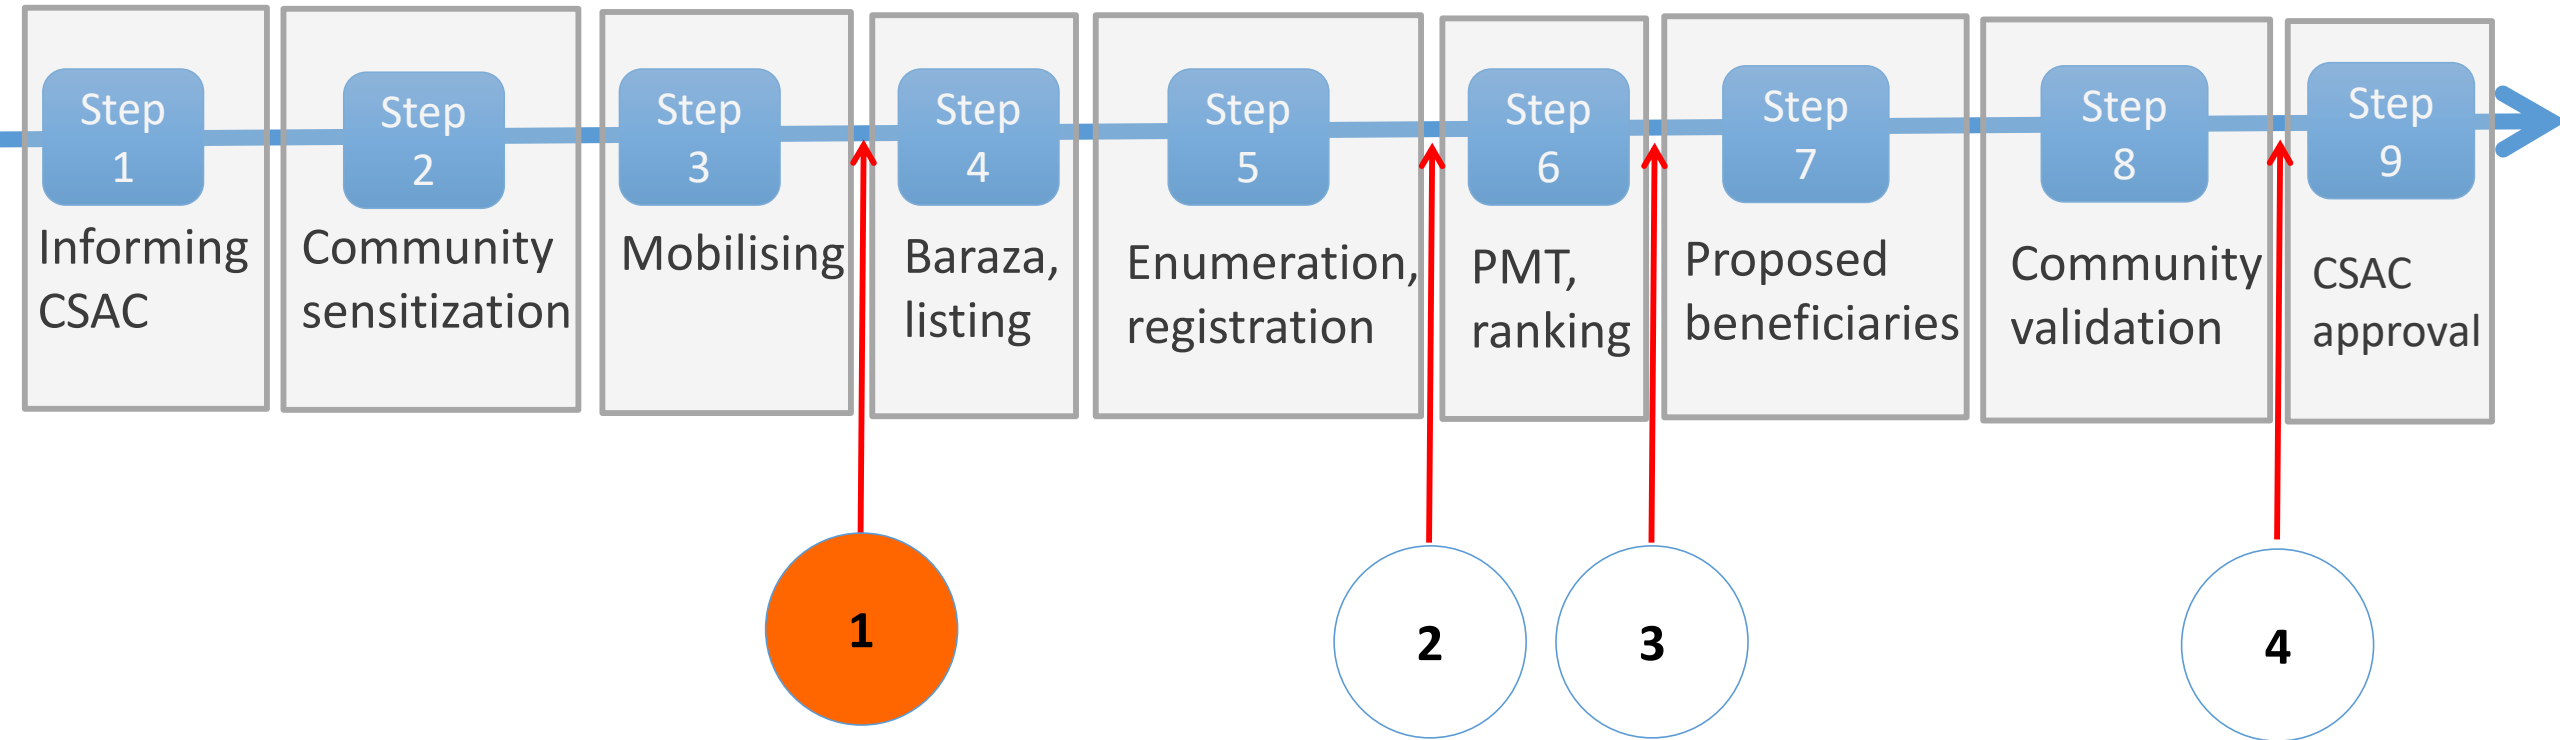 Step
1
Informing
CSAC
Step
2
Community
sensitization
Step
3
Mobilising
Step
4
Baraza,
listing
Step
5
Enumeration,
registration
Step
6
PMT,
ranking
Step
7
Proposed
beneficiaries
Step
8
Community
validation
Step
9
CSAC
approval
1
2
3
4